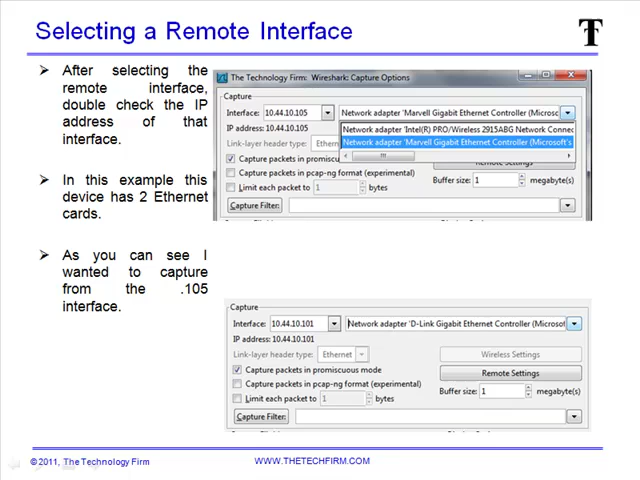 Selecting a Remote Interface
T
After selecting the
remote interface,
double check the IP
address of that
interface.
In this example this
device has 2 Ethernet
cards.
As you can see I
wanted to capture
from the .105
interface.
The Technology Firm: Wireshark: Capture Options
Capture
Interface: 10.44.10.105 Network adapter 'Marvell Gigabit Ethernet Controller (Microsc
IP address: 10.44.10.105 Network adapter 'Intel(R) PRO/Wireless 2915ABG Network Connec
Link-layer header type: Ethern Network adapter 'Marvell Gigabit Ethernet Controller (Microsoft's
Capture packets in promiscu
Capture packets in pcap-ng format (experimental) Remote Settings
Limit each packet to 1 bytes Buffer size: 1 megabyte(s)
Capture Filter:
Capture
Interface: 10.44.10.101 Network adapter 'D-Link Gigabit Ethernet Controller (Microsof
IP address: 10.44.10.101
Link-layer header type: Ethernet Wireless Settings
Capture packets in promiscuous mode Remote Settings
Capture packets in pcap-ng format (experimental)
Limit each packet to 1 bytes Buffer size: 1 megabyte(s)
Capture Filter:
© 2011, The Technology Firm WWW.THETECHFIRM.COM